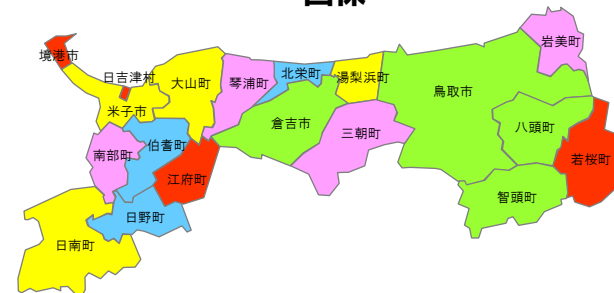 境港市
日吉津村
米子市
大山町
琴浦町
北栄町
湯梨浜町
鳥取市
岩美町
南部町
伯耆町
江府町
倉吉市
三朝町
八頭町
若桜町
智頭町
日野町
日南町